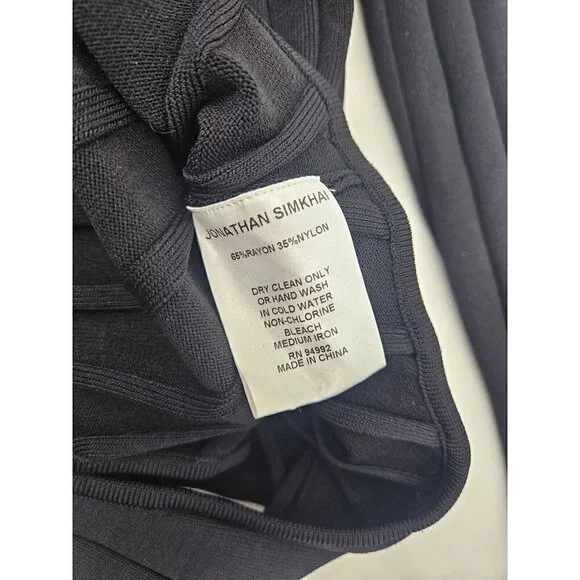 JONATHAN SIMKHAI
65%RAYON 35%NYLON
DRY CLEAN ONLY
OR HAND WASH
IN COLD WATER
NON-CHLORINE
BLEACH
MEDIUM IRON
RN 94992
MADE IN CHINA